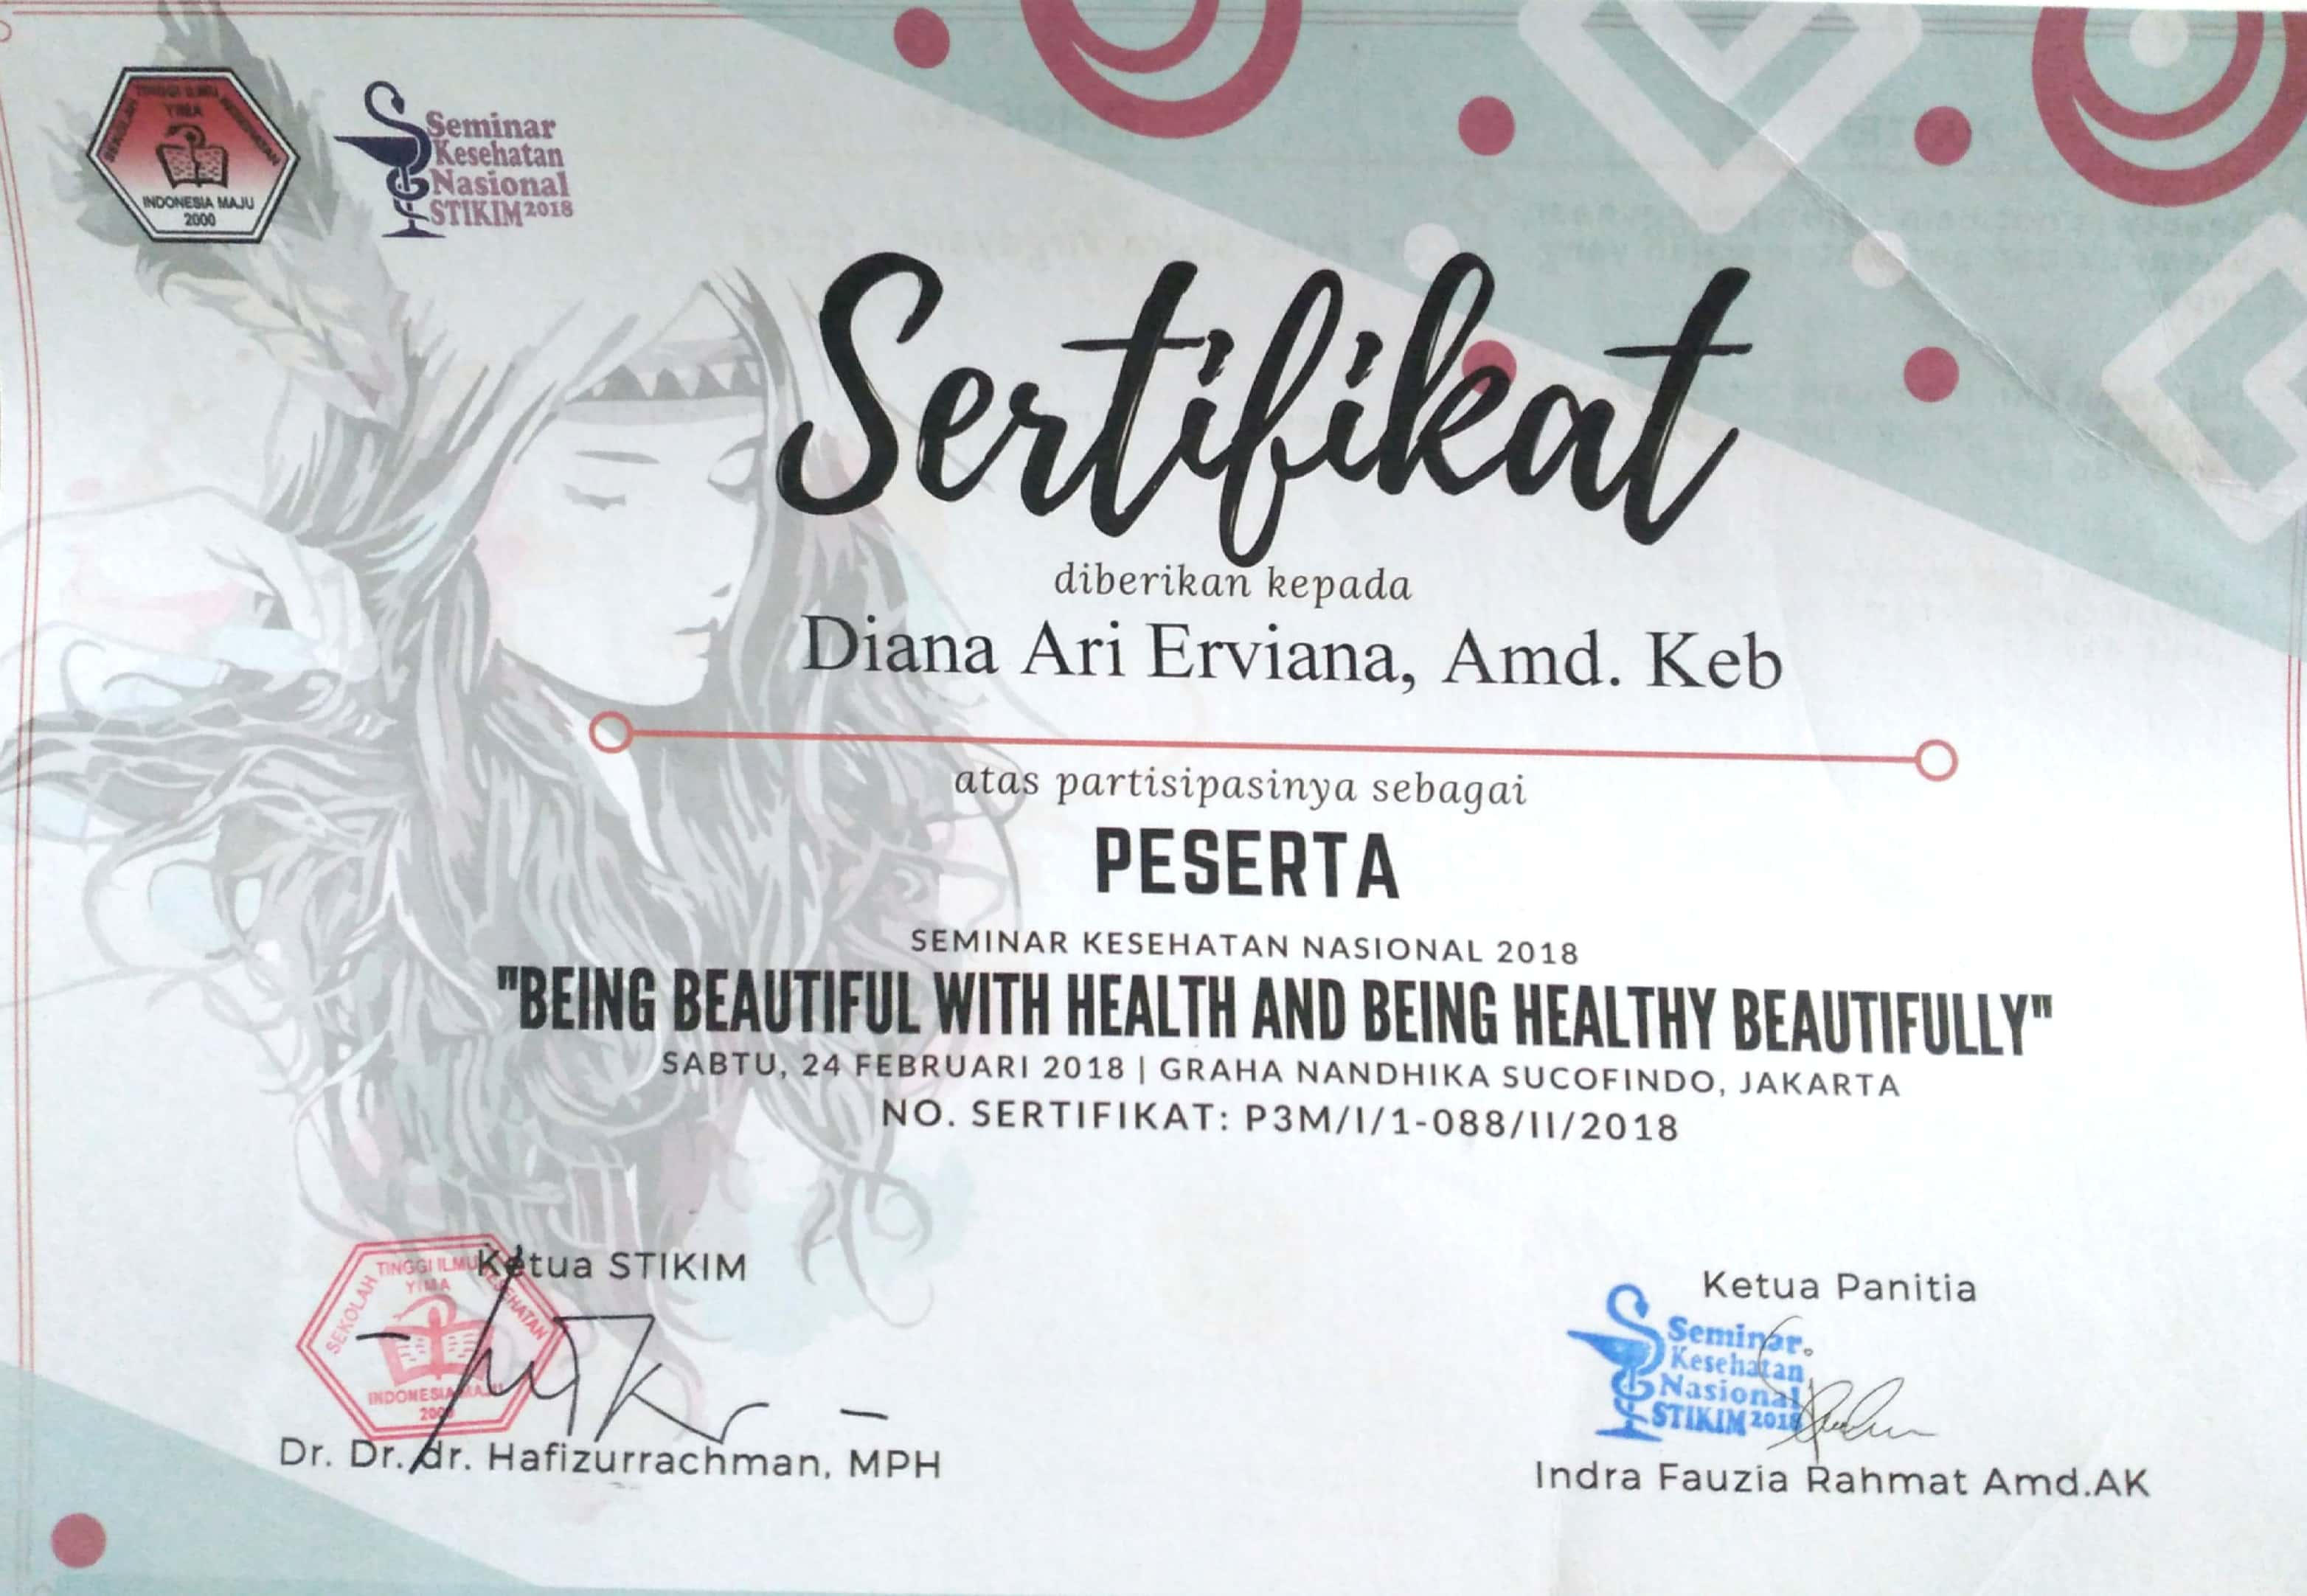 SEKOLAH TINGGI ILMU KESEHATAN
YIMA
INDONESIA MAJU
2000
Seminar
Kesehatan
Nasional
STIKIM 2018
Sertifikat
diberikan kepada
Diana Ari Erviana, Amd. Keb
atas partisipasinya sebagai
PESERTA
SEMINAR KESEHATAN NASIONAL 2018
"BEING BEAUTIFUL WITH HEALTH AND BEING HEALTHY BEAUTIFULLY"
SABTU, 24 FEBRUARI 2018 | GRAHA NANDHIKA SUCOFINDO, JAKARTA
NO. SERTIFIKAT: P3M/I/1-088/II/2018
Ketua STIKIM
SEKOLAH TINGGI ILMU KESEHATAN
YIMA
INDONESIA MAJU
2000
Dr. Dr. dr. Hafizurrachman, MPH
Ketua Panitia
Seminar
Kesehatan
Nasional
STIKIM 2018
Indra Fauzia Rahmat Amd.AK